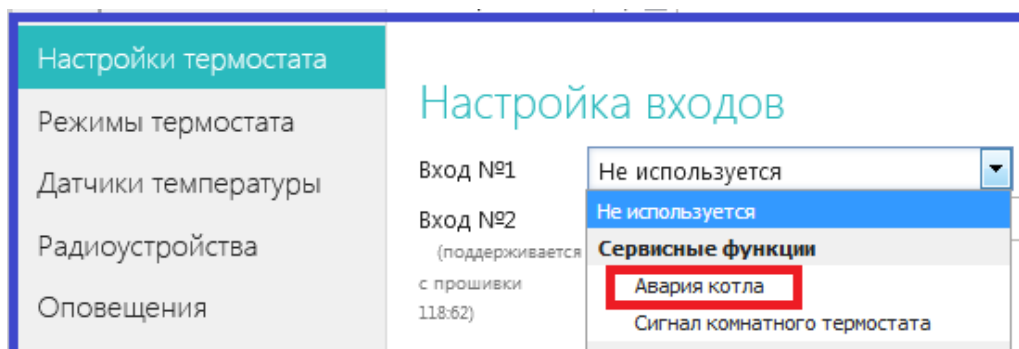 Настройки термостата
Режимы термостата
Датчики температуры
Радиоустройства
Оповещения
Настройка входов
Вход №1
Не используется
Вход №2
(поддерживается
с прошивки
118:62)
Не используется
Сервисные функции
Авария котла
Сигнал комнатного термостата